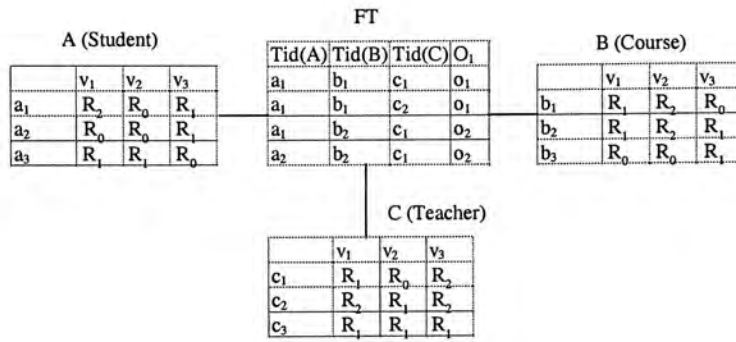 FT
A (Student)
B (Course)
Tid(A) Tid(B) Tid(C) O₁
a₁ b₁ c₁ o₁
a₁ b₁ c₂ o₁
a₁ b₂ c₁ o₂
a₂ b₂ c₁ o₂
v₁ v₂ v₃
a₁ R₂ R₀ R₁
a₂ R₀ R₀ R₁
a₃ R₁ R₁ R₀
v₁ v₂ v₃
b₁ R₁ R₂ R₀
b₂ R₁ R₂ R₁
b₃ R₀ R₀ R₁
C (Teacher)
v₁ v₂ v₃
c₁ R₁ R₀ R₂
c₂ R₂ R₁ R₂
c₃ R₁ R₁ R₁